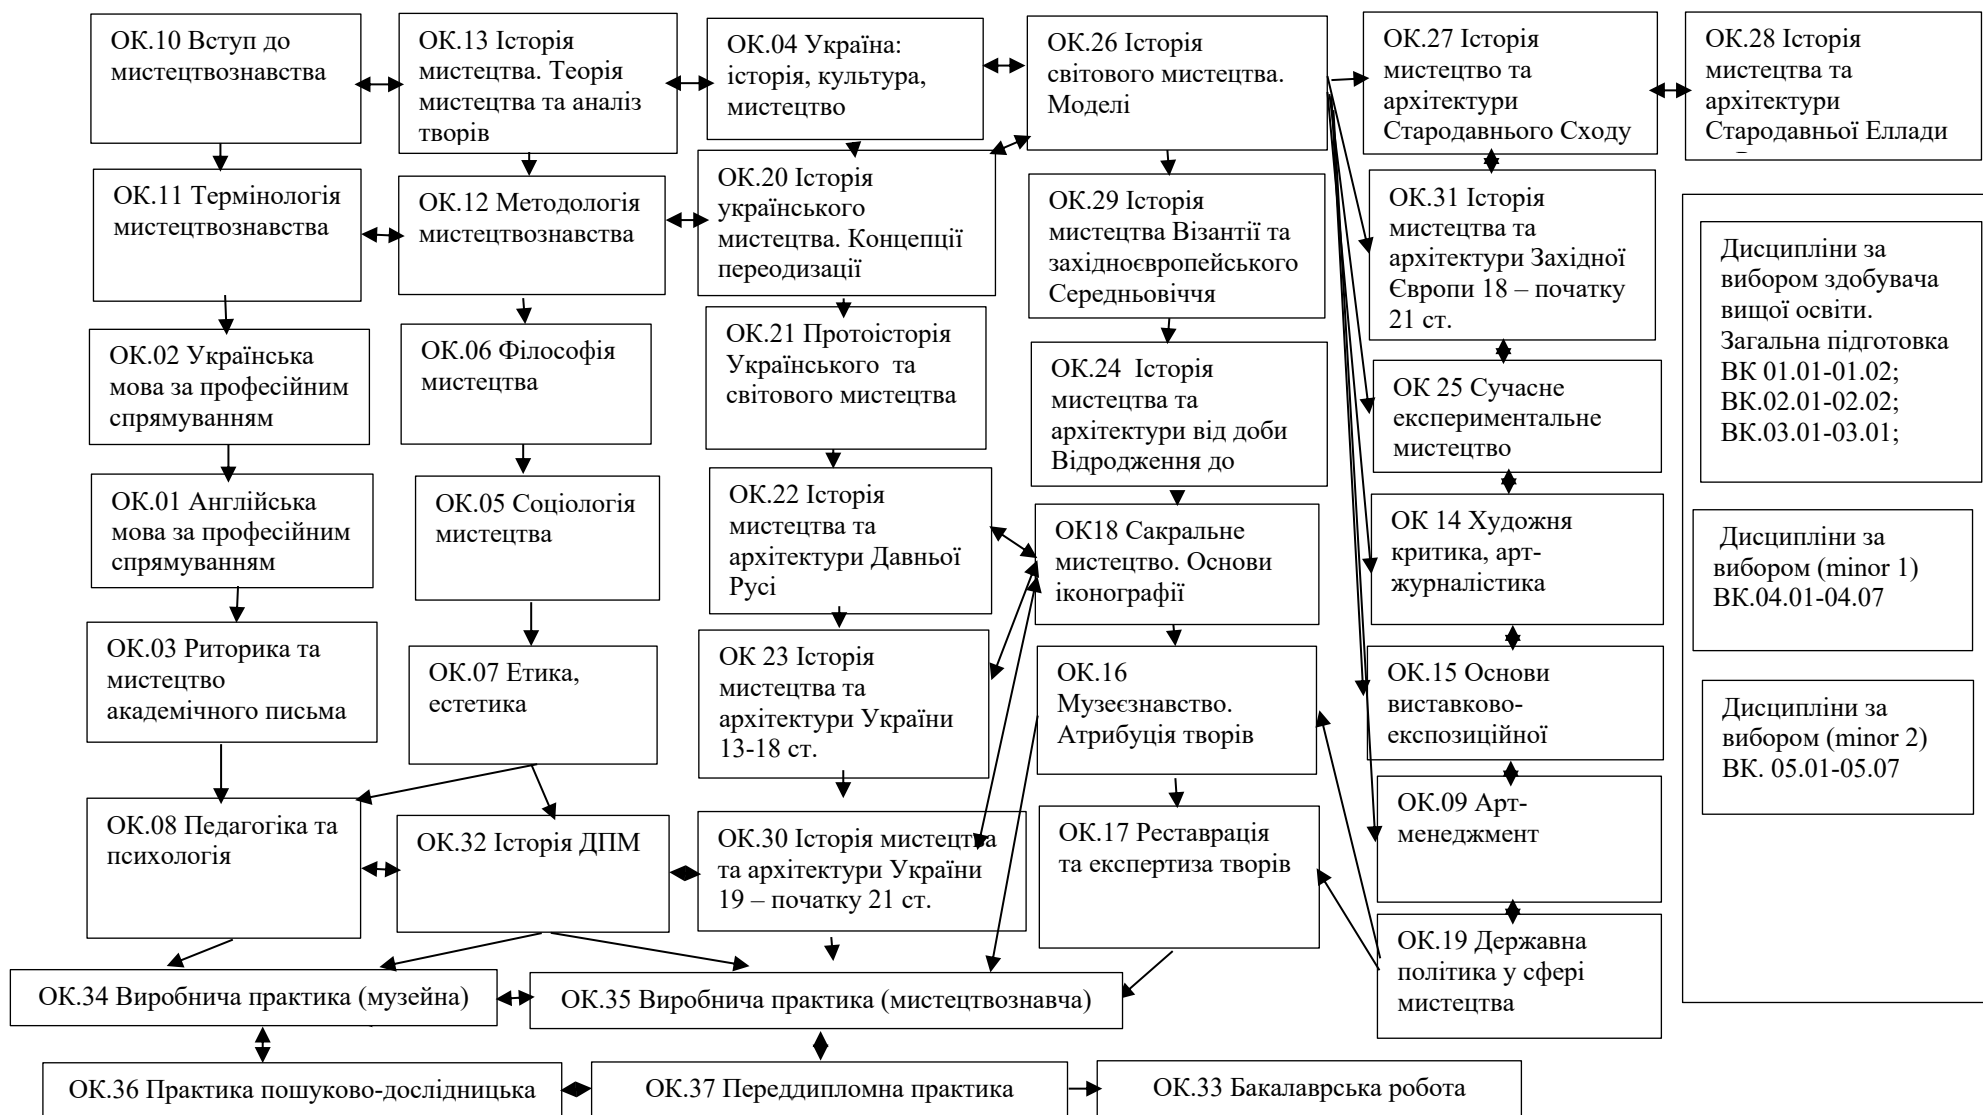 ОК.10 Вступ до
мистецтвознавства
ОК.13 Історія
мистецтва. Теорія
мистецтва та аналіз
творів
ОК.04 Україна:
історія, культура,
мистецтво
ОК.26 Історія
світового мистецтва.
Моделі
ОК.27 Історія
мистецтво та
архітектури
Стародавнього Сходу
ОК.28 Історія
мистецтва та
архітектури
Стародавньої Еллади
ОК.11 Термінологія
мистецтвознавства
ОК.12 Методологія
мистецтвознавства
ОК.20 Історія
українського
мистецтва. Концепції
переодизації
ОК.29 Історія
мистецтва Візантії та
західноєвропейського
Середньовіччя
ОК.31 Історія
мистецтва та
архітектури Західної
Європи 18 – початку
21 ст.
Дисципліни за
вибором здобувача
вищої освіти.
Загальна підготовка
ВК 01.01-01.02;
ВК.02.01-02.02;
ВК.03.01-03.01;
ОК.02 Українська
мова за професійним
спрямуванням
ОК.06 Філософія
мистецтва
ОК.21 Протоісторія
Українського та
світового мистецтва
ОК.24 Історія
мистецтва та
архітектури від доби
Відродження до
ОК 25 Сучасне
експериментальне
мистецтво
ОК.01 Англійська
мова за професійним
спрямуванням
ОК.05 Соціологія
мистецтва
ОК.22 Історія
мистецтва та
архітектури Давньої
Русі
ОК18 Сакральне
мистецтво. Основи
іконографії
ОК 14 Художня
критика, арт-
журналістика
Дисципліни за
вибором (minor 1)
ВК.04.01-04.07
ОК.03 Риторика та
мистецтво
академічного письма
ОК.07 Етика,
естетика
ОК 23 Історія
мистецтва та
архітектури України
13-18 ст.
ОК.16
Музеєзнавство.
Атрибуція творів
ОК.15 Основи
виставково-
експозиційної
Дисципліни за
вибором (minor 2)
ВК. 05.01-05.07
ОК.08 Педагогіка та
психологія
ОК.32 Історія ДПМ
ОК.30 Історія мистецтва
та архітектури України
19 – початку 21 ст.
ОК.17 Реставрація
та експертиза творів
ОК.09 Арт-
менеджмент
ОК.19 Державна
політика у сфері
мистецтва
ОК.34 Виробнича практика (музейна)
ОК.35 Виробнича практика (мистецтвознавча)
ОК.36 Практика пошуково-дослідницька
ОК.37 Переддипломна практика
ОК.33 Бакалаврська робота